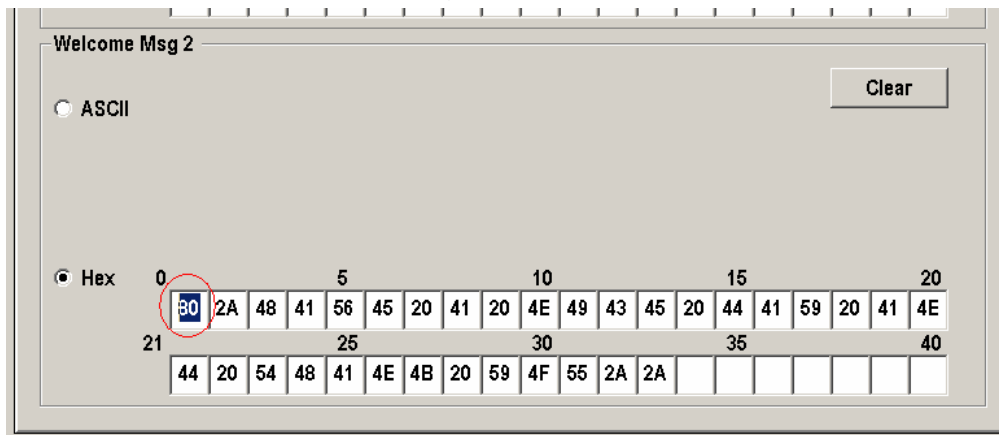 Welcome Msg 2
Clear
ASCII
Hex 0 5 10 15 20
80 2A 48 41 56 45 20 41 20 4E 49 43 45 20 44 41 59 20 41 4E
21 25 30 35 40
44 20 54 48 41 4E 4B 20 59 4F 55 2A 2A